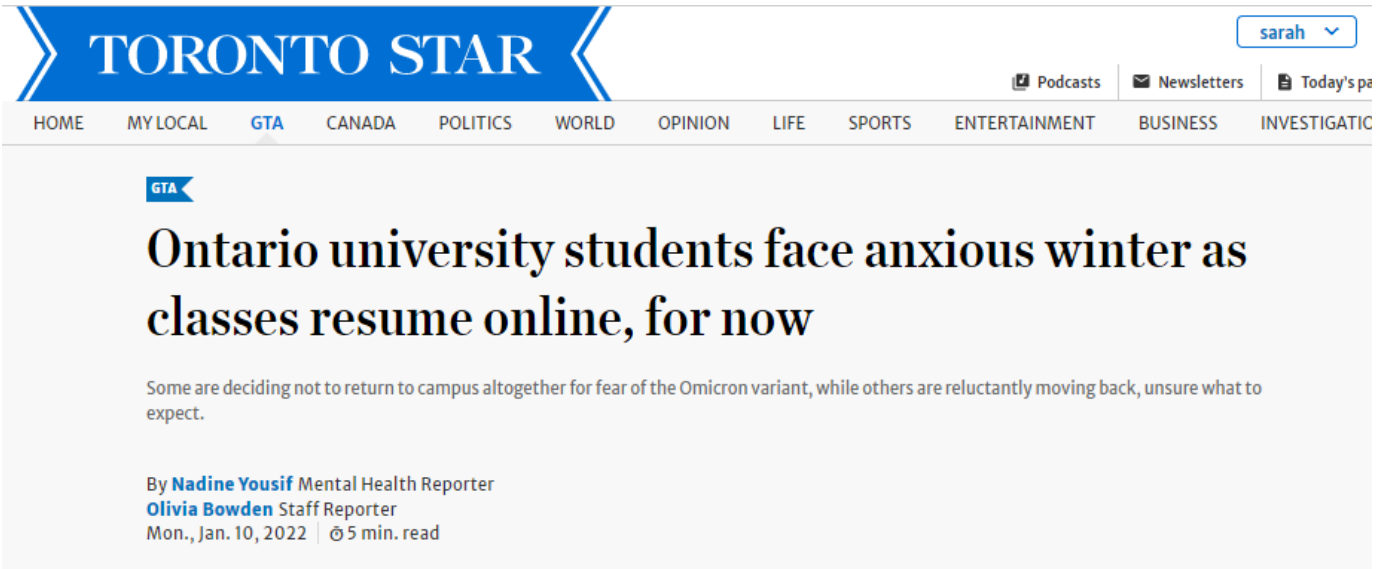 TORONTO STAR
sarah
Podcasts
Newsletters
Today's pa
HOME MY LOCAL GTA CANADA POLITICS WORLD OPINION LIFE SPORTS ENTERTAINMENT BUSINESS INVESTIGATIO
GTA
Ontario university students face anxious winter as
classes resume online, for now
Some are deciding not to return to campus altogether for fear of the Omicron variant, while others are reluctantly moving back, unsure what to
expect.
By Nadine Yousif Mental Health Reporter
Olivia Bowden Staff Reporter
Mon., Jan. 10, 2022 5 min. read